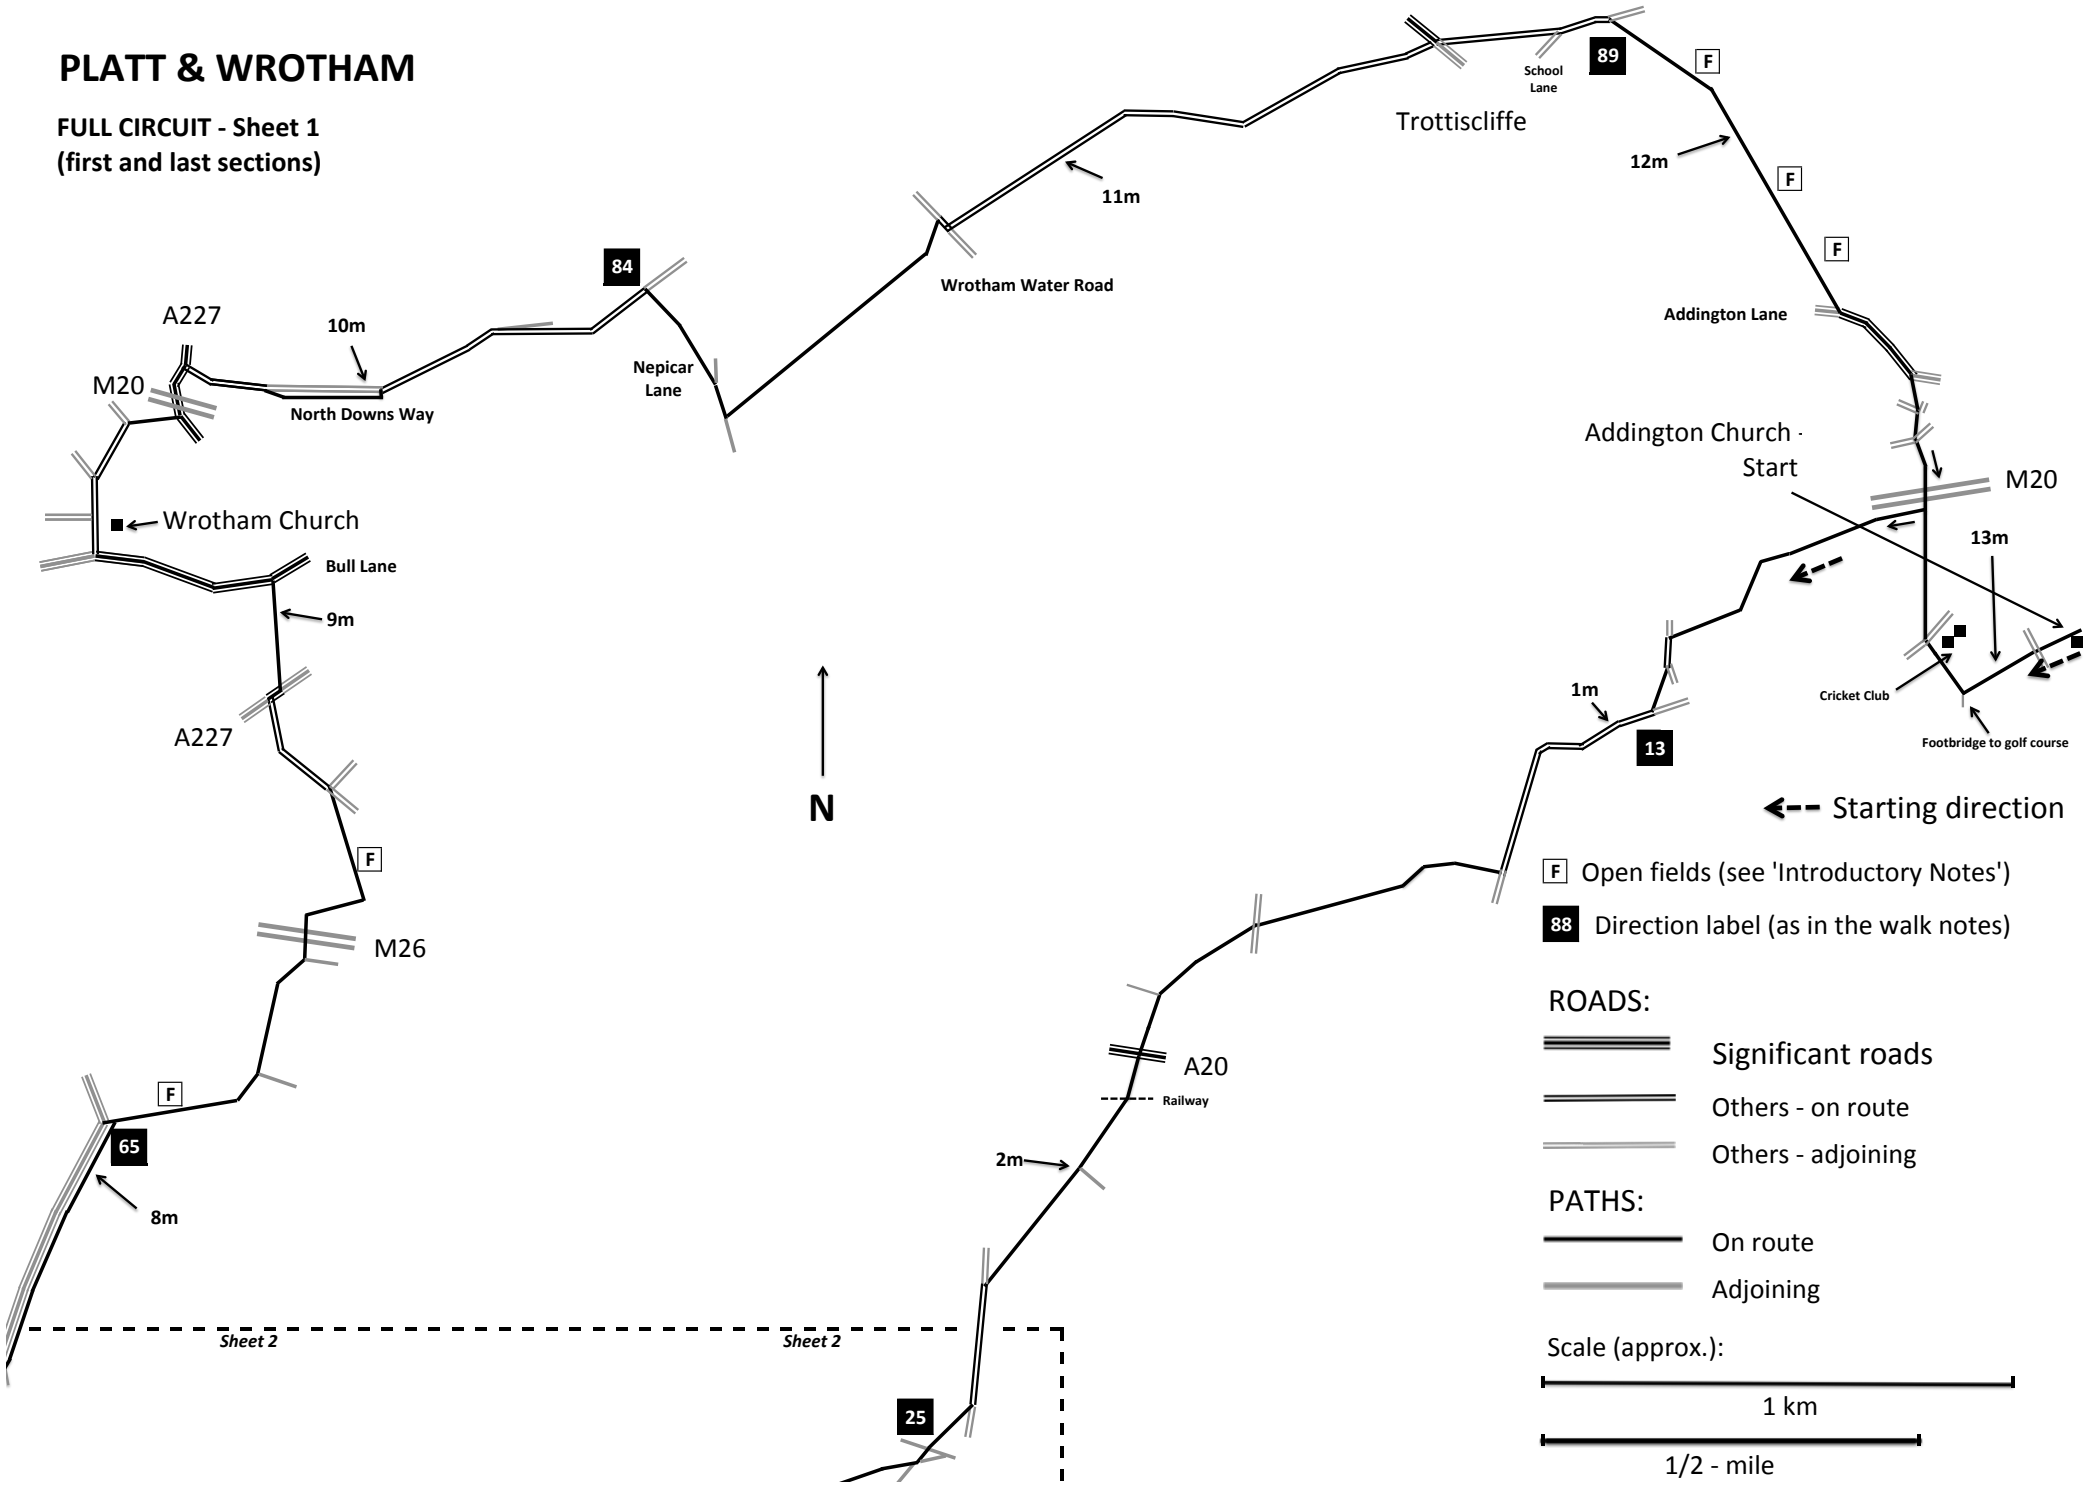 PLATT & WROTHAM
FULL CIRCUIT - Sheet 1
(first and last sections)
89
F
School
Lane
Trottiscliffe
12m
F
11m
F
84
Wrotham Water Road
Addington Lane
A227
10m
Nepicar
Lane
M20
North Downs Way
Addington Church -
Start
M20
Wrotham Church
13m
Bull Lane
9m
1m
Cricket Club
A227
13
Footbridge to golf course
N
Starting direction
F
F Open fields (see 'Introductory Notes')
88 Direction label (as in the walk notes)
M26
ROADS:
Significant roads
A20
F
Railway
Others - on route
65
2m
Others - adjoining
PATHS:
8m
On route
Adjoining
Sheet 2
Sheet 2
Scale (approx.):
1 km
25
1/2 - mile